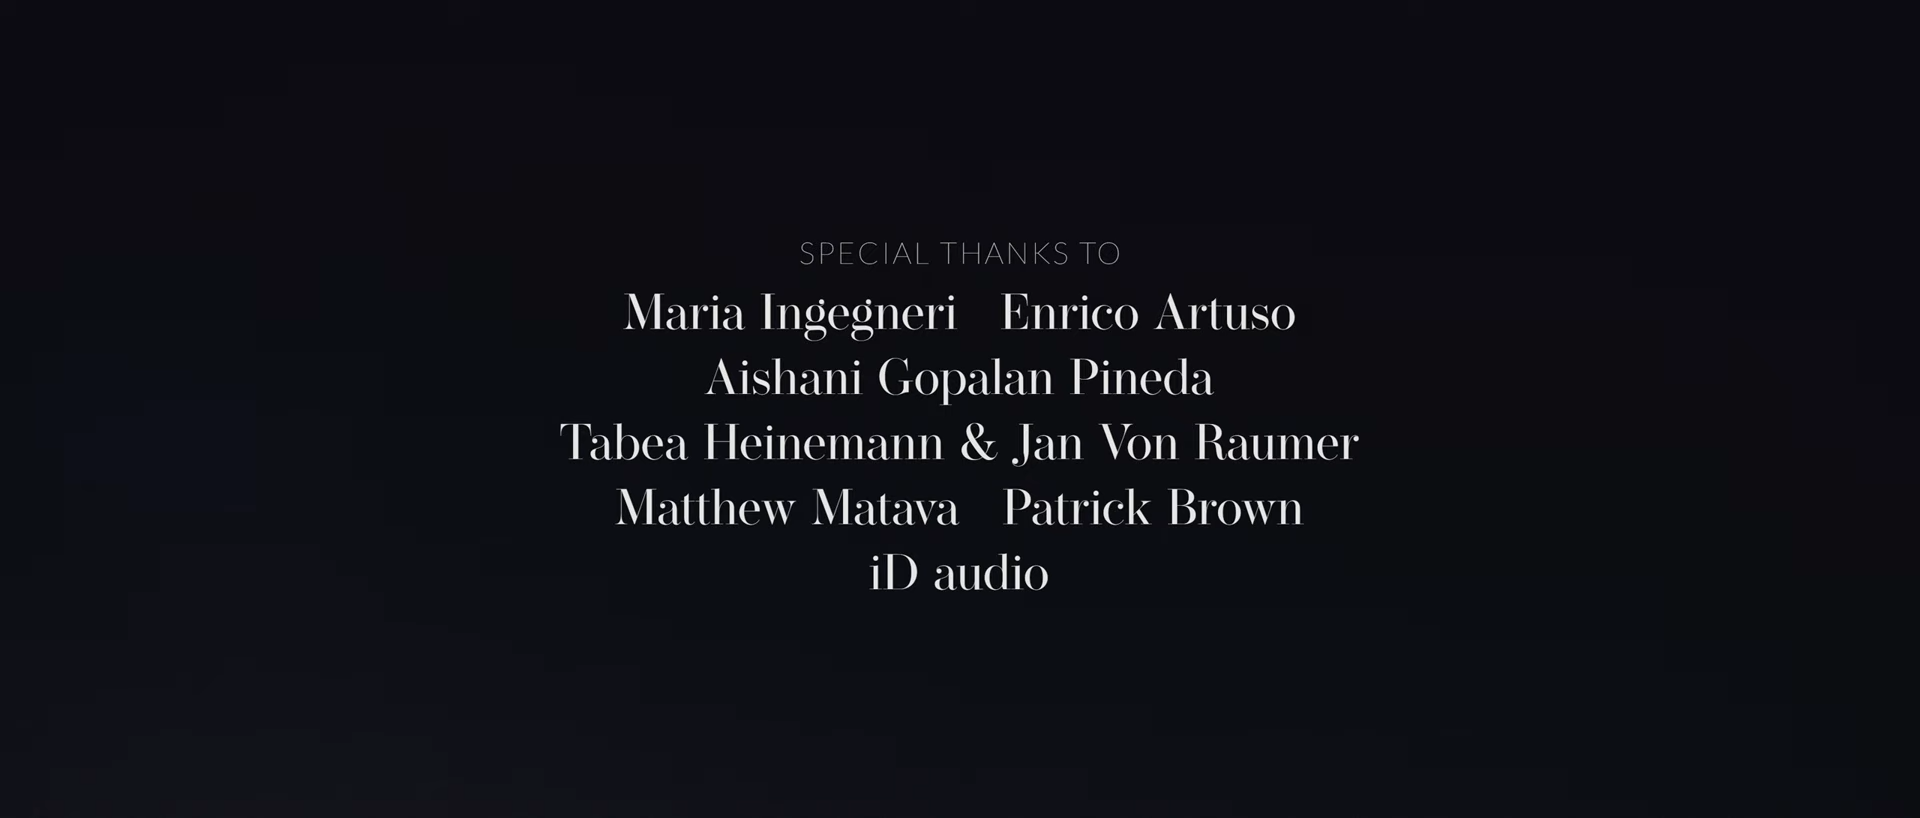 SPECIAL THANKS TO
Maria Ingegneri Enrico Artuso
Aishani Gopalan Pineda
Tabea Heinemann & Jan Von Raumer
Matthew Matava Patrick Brown
iD audio